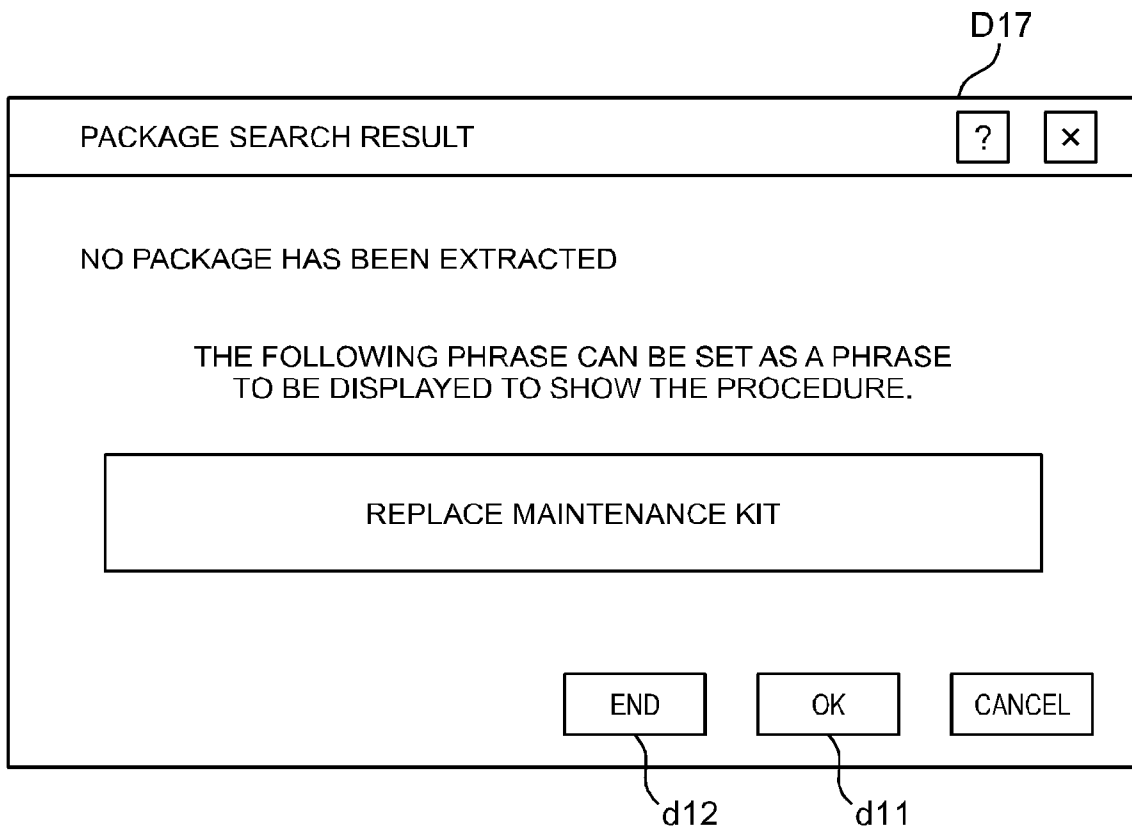 D17
PACKAGE SEARCH RESULT ? ×
NO PACKAGE HAS BEEN EXTRACTED
THE FOLLOWING PHRASE CAN BE SET AS A PHRASE
TO BE DISPLAYED TO SHOW THE PROCEDURE.
REPLACE MAINTENANCE KIT
END OK CANCEL
d12 d11